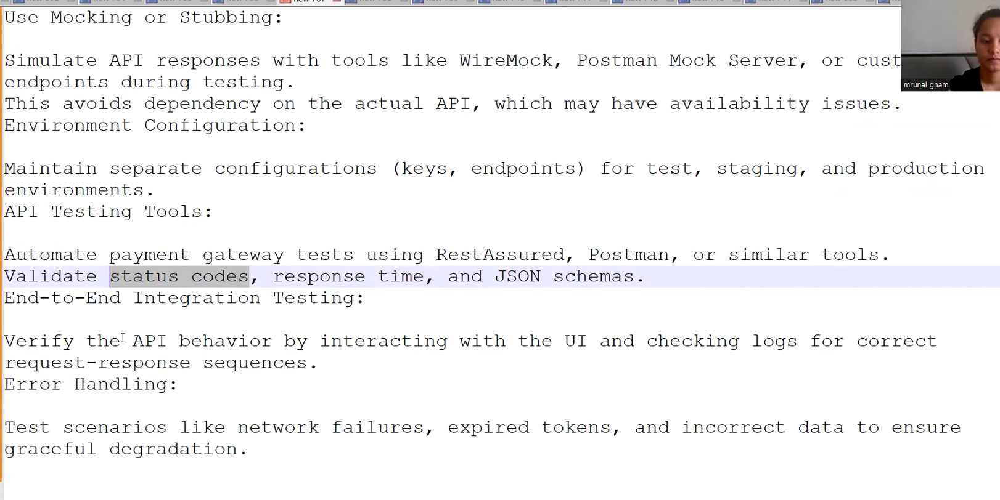 new 707
Use Mocking or Stubbing:
Simulate API responses with tools like WireMock, Postman Mock Server, or cust
endpoints during testing.
This avoids dependency on the actual API, which may have availability issues.
Environment Configuration:
Maintain separate configurations (keys, endpoints) for test, staging, and production
environments.
API Testing Tools:
Automate payment gateway tests using RestAssured, Postman, or similar tools.
Validate status codes, response time, and JSON schemas.
End-to-End Integration Testing:
Verify the API behavior by interacting with the UI and checking logs for correct
request-response sequences.
Error Handling:
Test scenarios like network failures, expired tokens, and incorrect data to ensure
graceful degradation.
mrunal gham